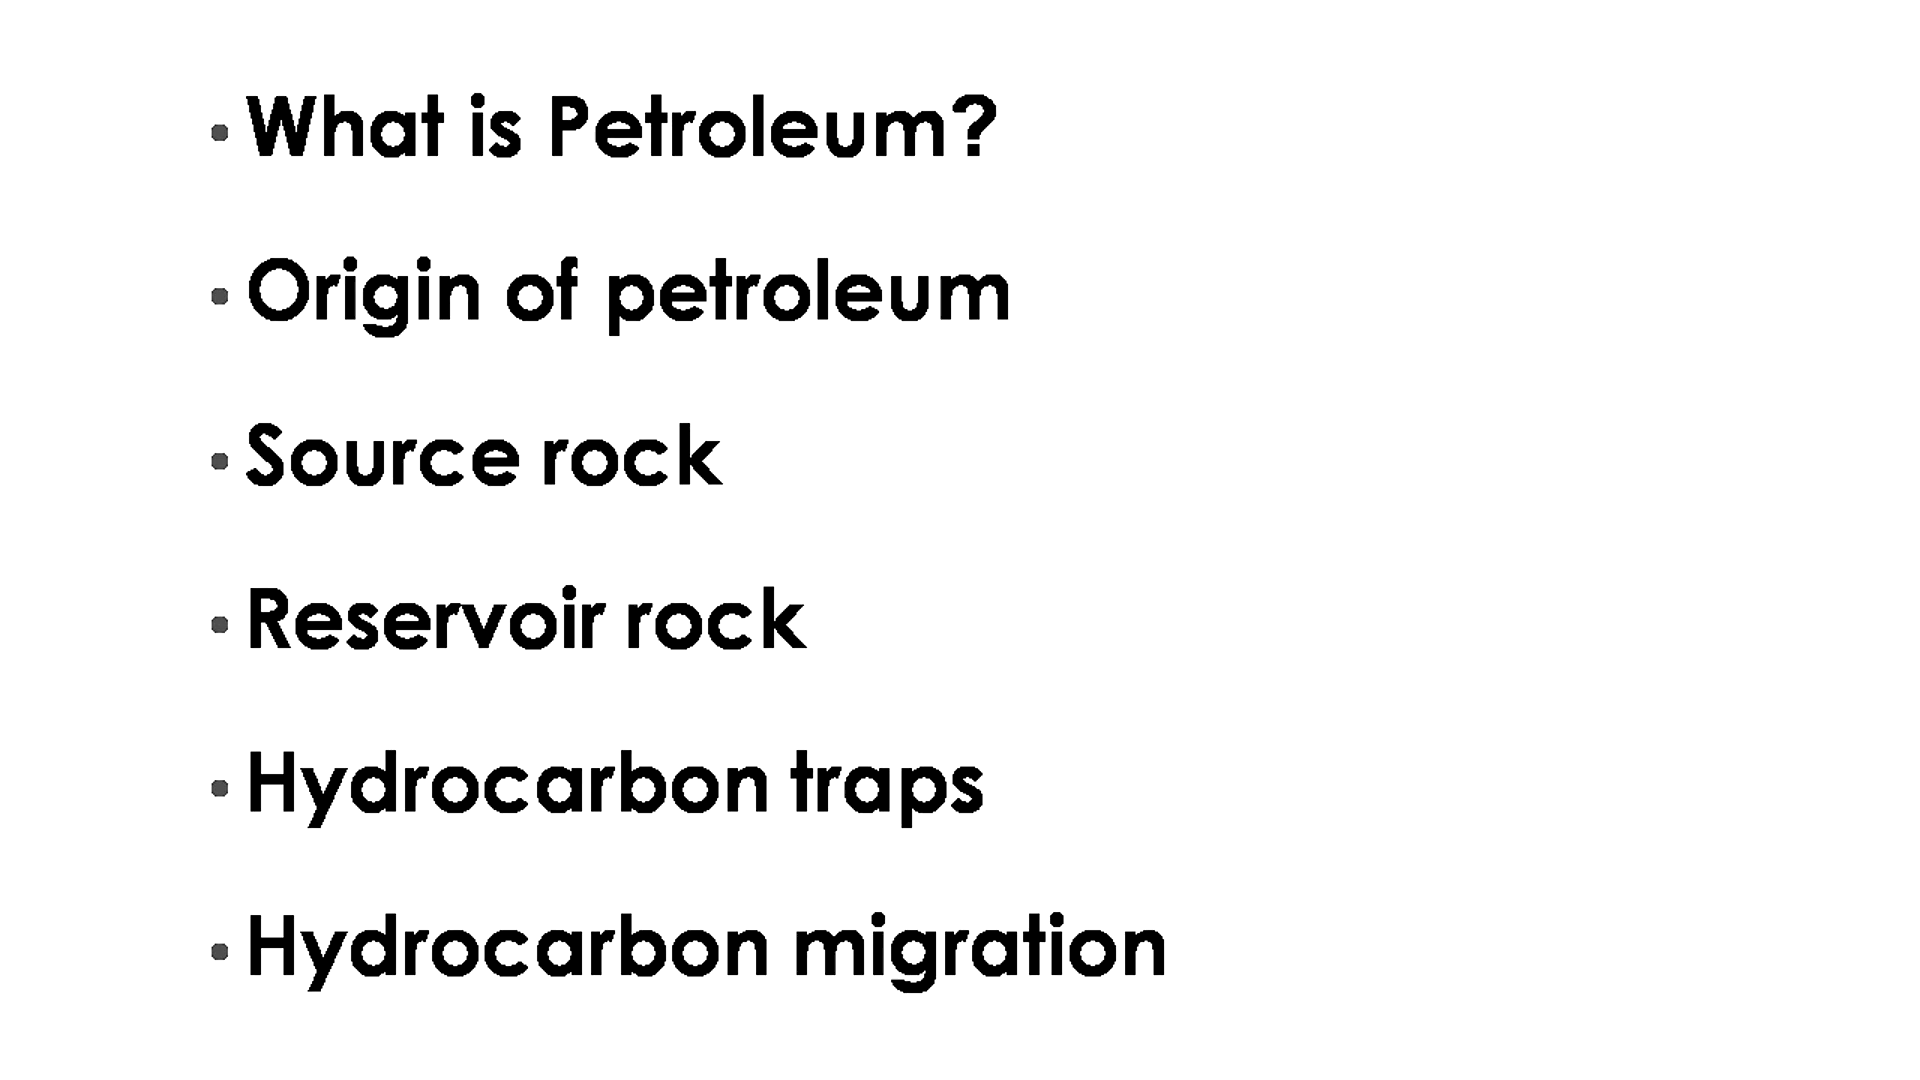 • What is Petroleum?
• Origin of petroleum
• Source rock
• Reservoir rock
• Hydrocarbon traps
• Hydrocarbon migration